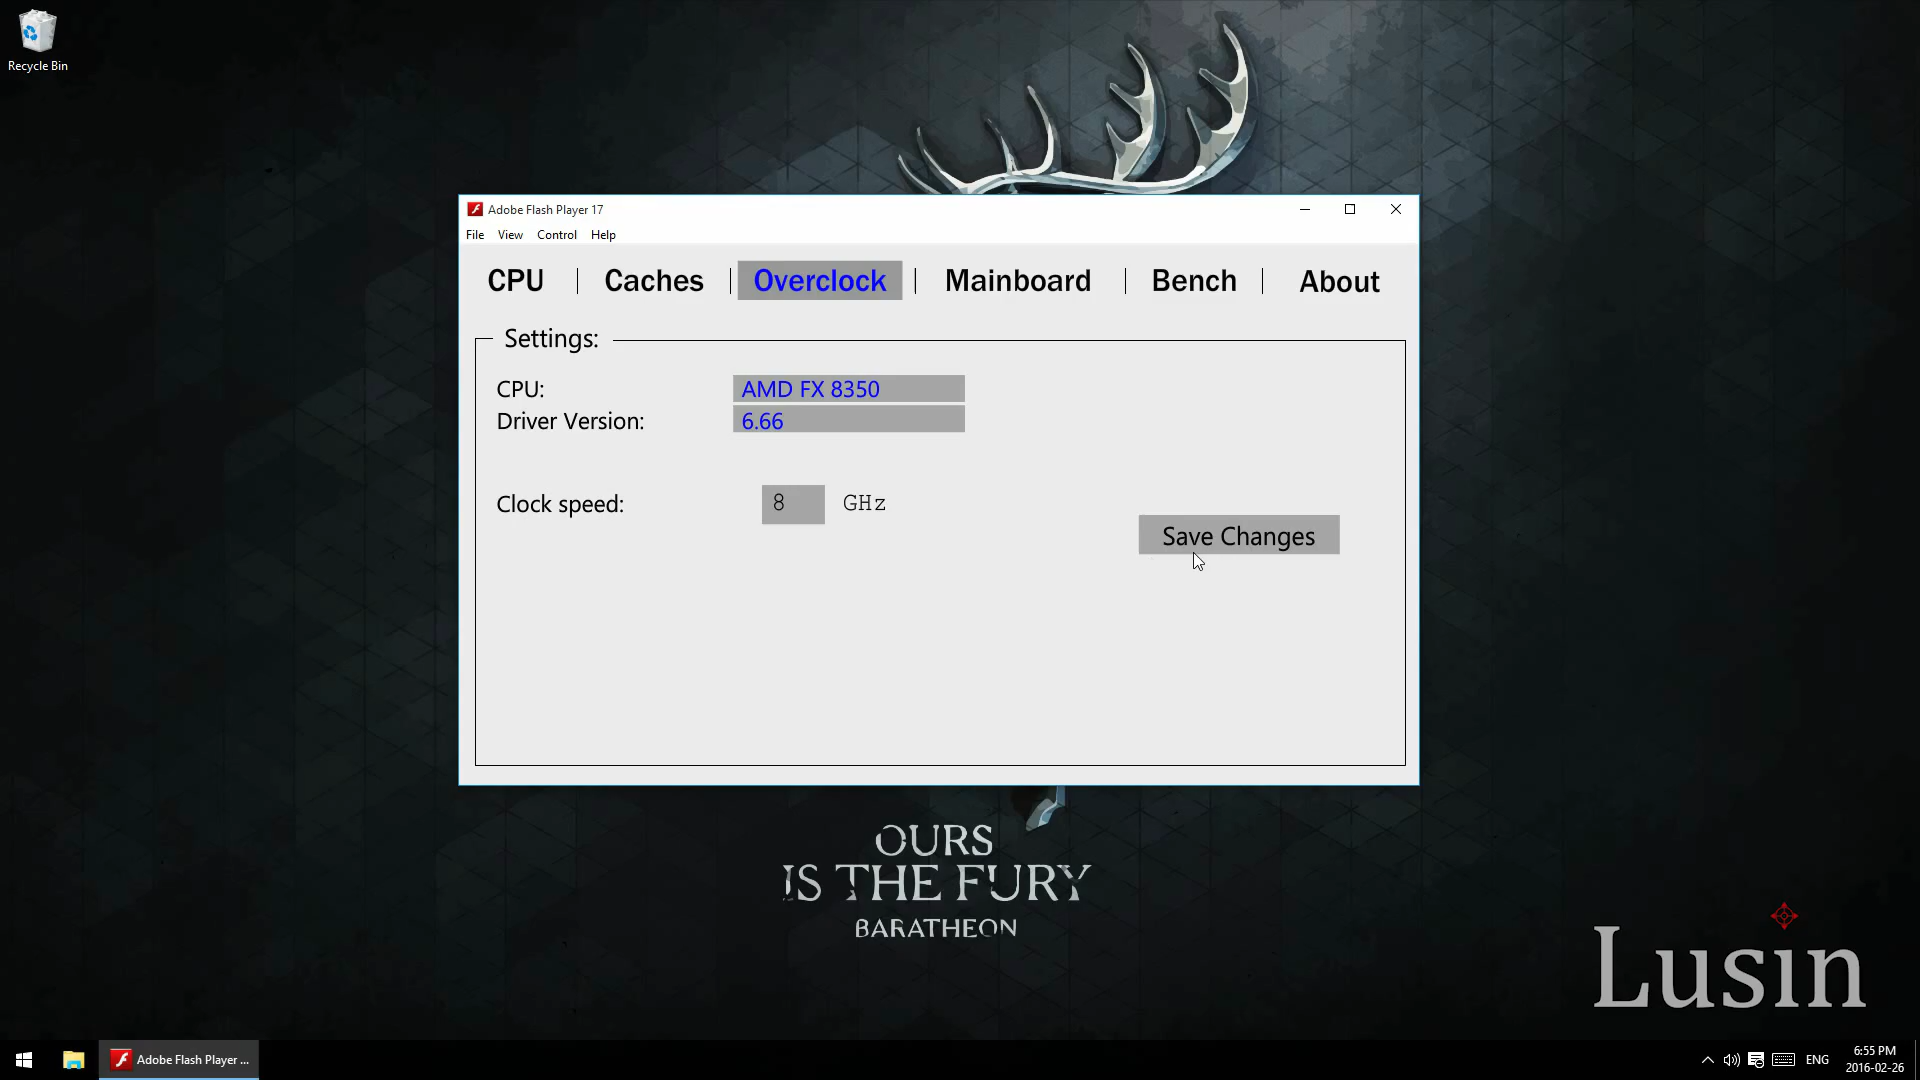 Recycle Bin
Adobe Flash Player 17
File View Control Help
CPU | Caches | Overclock | Mainboard | Bench | About
Settings:
CPU: AMD FX 8350
Driver Version: 6.66
Clock speed: 8 GHz
Save Changes
OURS
IS THE FURY
BARATHEON
Lusin
Adobe Flash Player ...
ENG
6:55 PM
2016-02-26